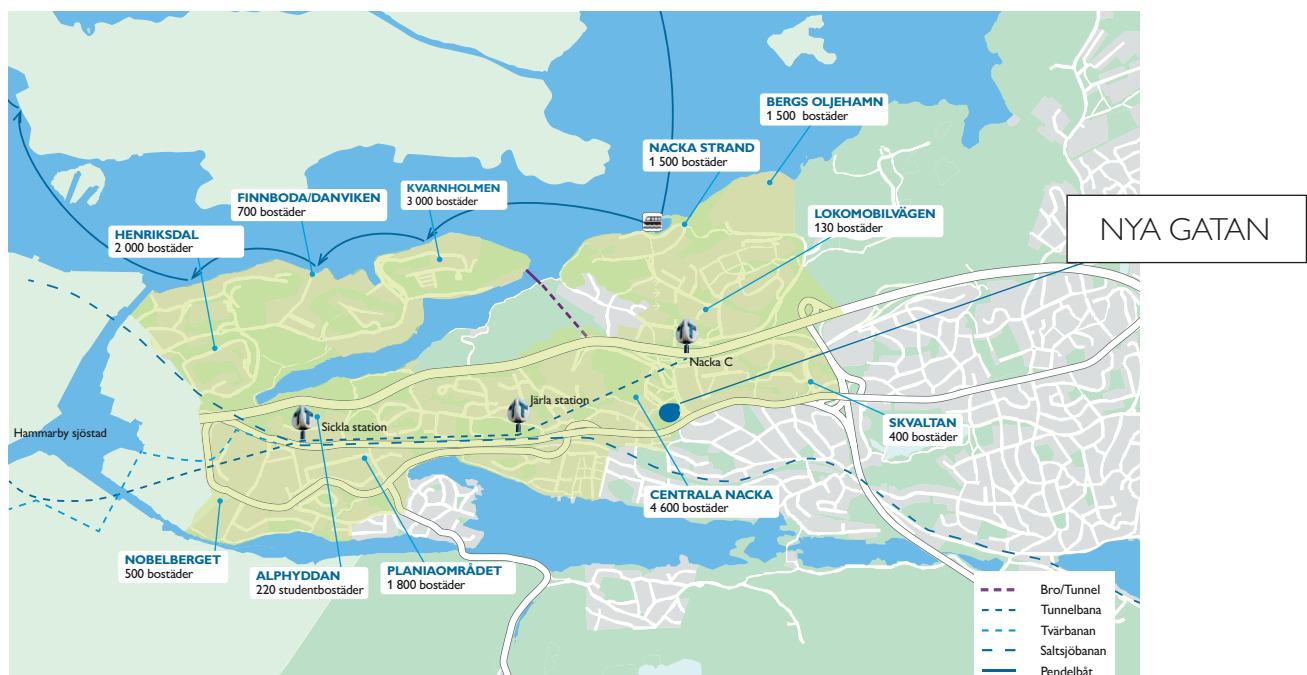 BERGS OLJEHAMN
1 500 bostäder
NACKA STRAND
1 500 bostäder
KVARNHOLMEN
3 000 bostäder
FINNBODA/DANVIKEN
700 bostäder
LOKOMOBILVÄGEN
130 bostäder
NYA GATAN
HENRIKSDAL
2 000 bostäder
Nacka C
Järla station
Sickla station
Hammarby sjöstad
SKVALTAN
400 bostäder
CENTRALA NACKA
4 600 bostäder
NOBELBERGET
500 bostäder
ALPHYDDAN
220 studentbostäder
PLANIAOMRÅDET
1 800 bostäder
Bro/Tunnel
Tunnelbana
Tvärbanan
Saltsjöbanan
Pendelbåt